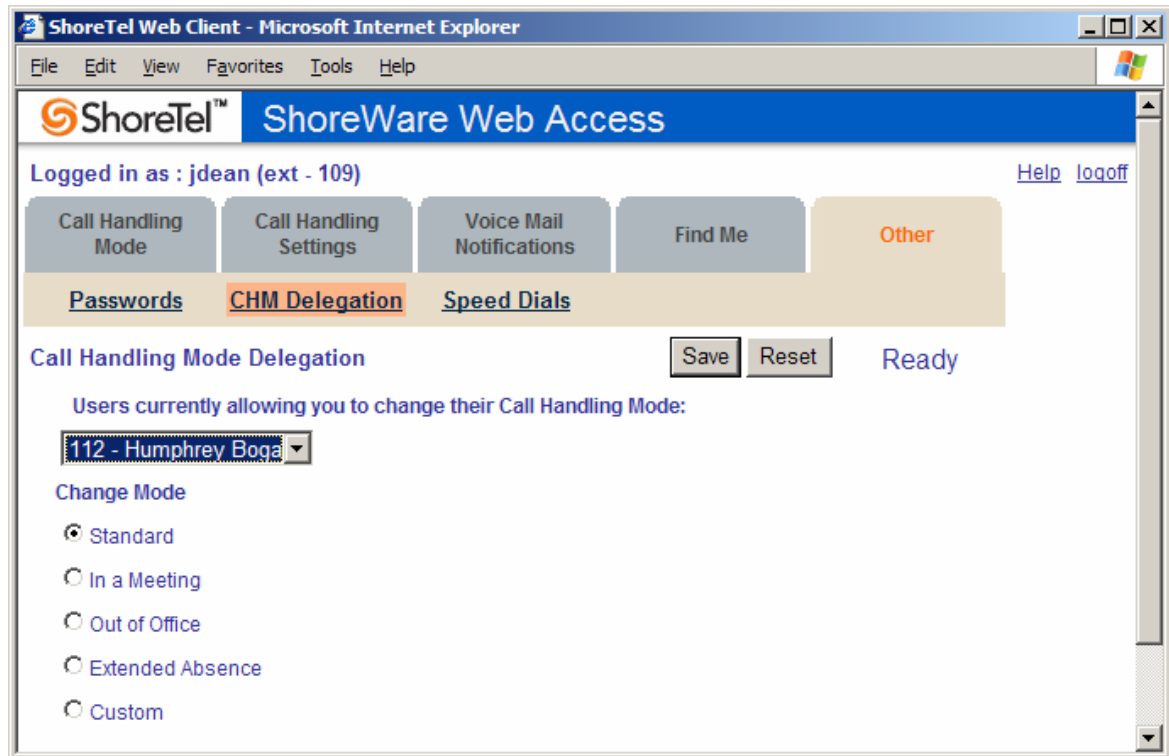 ShoreTel Web Client - Microsoft Internet Explorer
File Edit View Favorites Tools Help
ShoreTel™ ShoreWare Web Access
Logged in as : jdean (ext - 109) Help logoff
Call Handling Mode Call Handling Settings Voice Mail Notifications Find Me Other
Passwords CHM Delegation Speed Dials
Call Handling Mode Delegation Save Reset Ready
Users currently allowing you to change their Call Handling Mode:
112 - Humphrey Boga
Change Mode
Standard
In a Meeting
Out of Office
Extended Absence
Custom